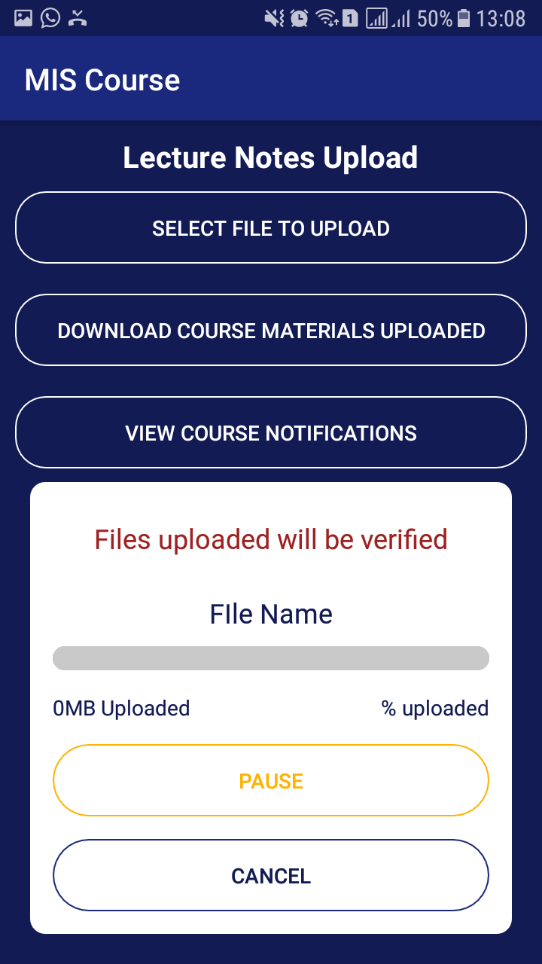 1 50% 13:08
MIS Course
Lecture Notes Upload
SELECT FILE TO UPLOAD
DOWNLOAD COURSE MATERIALS UPLOADED
VIEW COURSE NOTIFICATIONS
Files uploaded will be verified
FIle Name
0MB Uploaded % uploaded
PAUSE
CANCEL